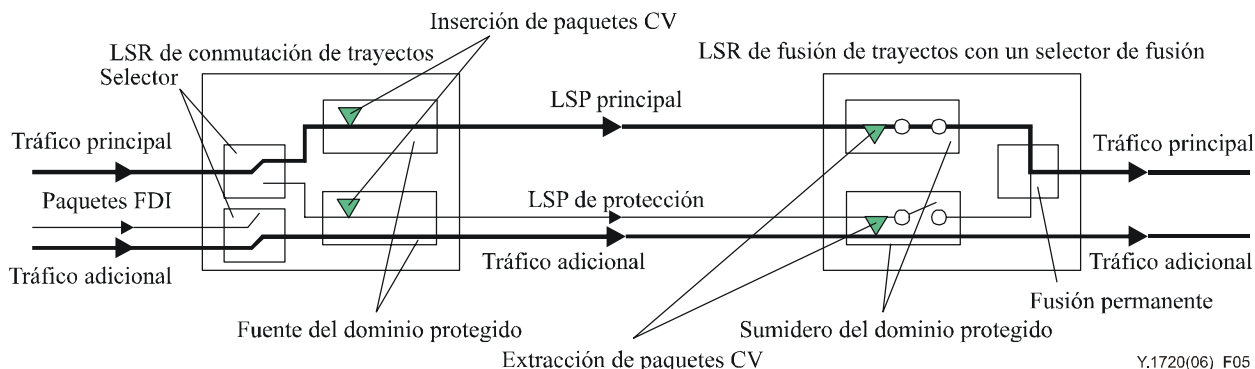 Inserción de paquetes CV
LSR de conmutación de trayectos
LSR de fusión de trayectos con un selector de fusión
Selector
LSP principal
Tráfico principal
Tráfico principal
Paquetes FDI
LSP de protección
Tráfico adicional
Tráfico adicional
Tráfico adicional
Fusión permanente
Fuente del dominio protegido
Sumidero del dominio protegido
Extracción de paquetes CV
Y.1720(06)_F05